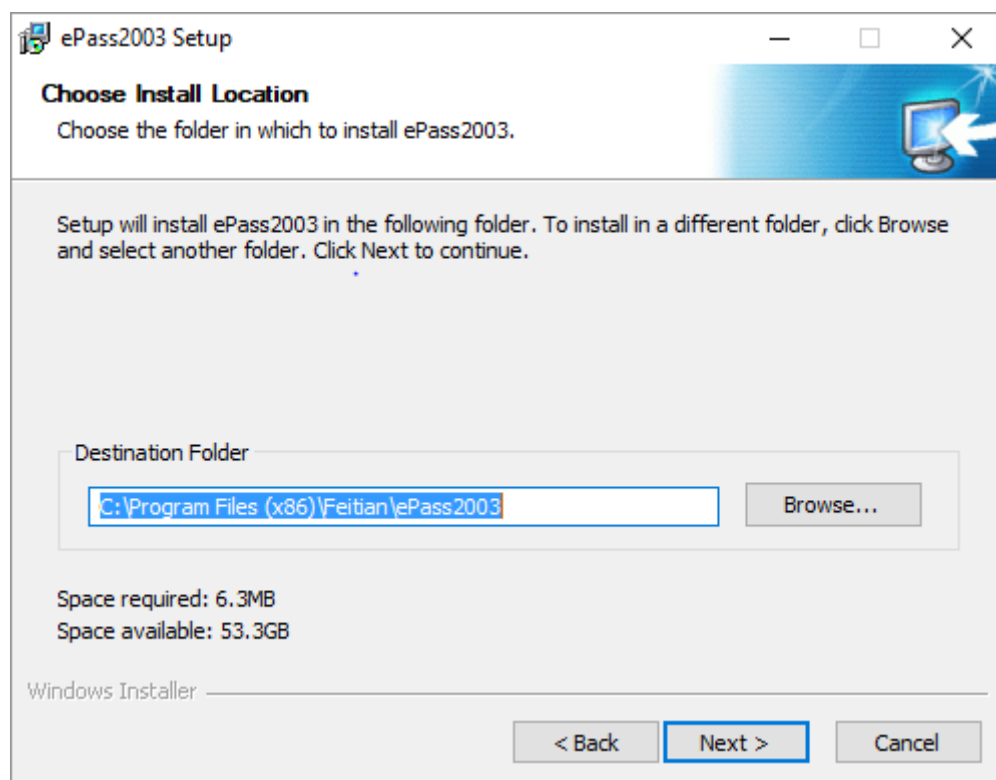 ePass2003 Setup
Choose Install Location
Choose the folder in which to install ePass2003.
Setup will install ePass2003 in the following folder. To install in a different folder, click Browse
and select another folder. Click Next to continue.
Destination Folder
C:\Program Files (x86)\Feitian\ePass2003
Browse...
Space required: 6.3MB
Space available: 53.3GB
Windows Installer
< Back
Next >
Cancel